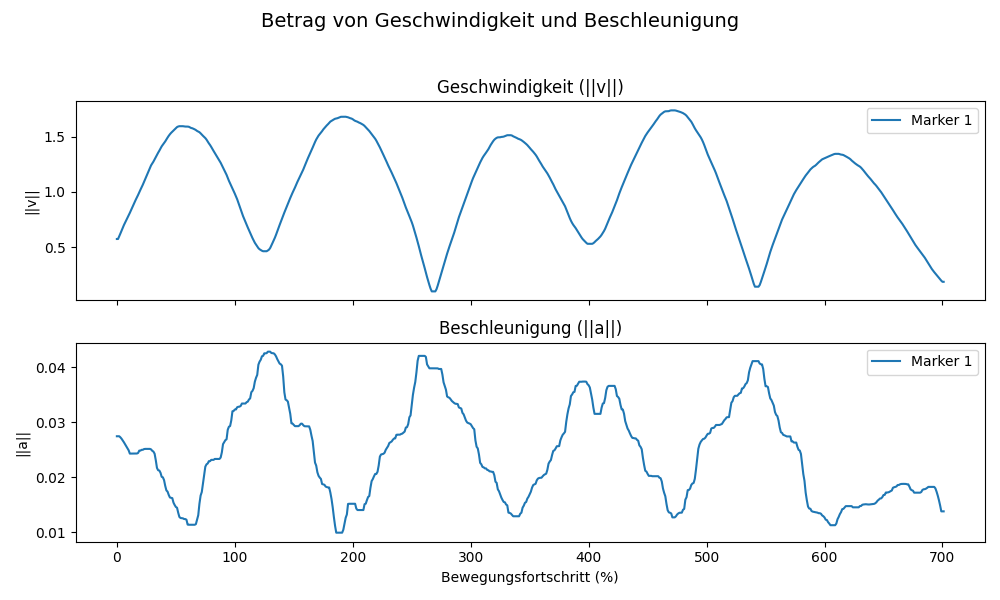 Betrag von Geschwindigkeit und Beschleunigung
Geschwindigkeit (||v||)
Marker 1
1.5
1.0
0.5
||v||
Beschleunigung (||a||)
Marker 1
0.04
0.03
0.02
0.01
||a||
0 100 200 300 400 500 600 700
Bewegungsfortschritt (%)